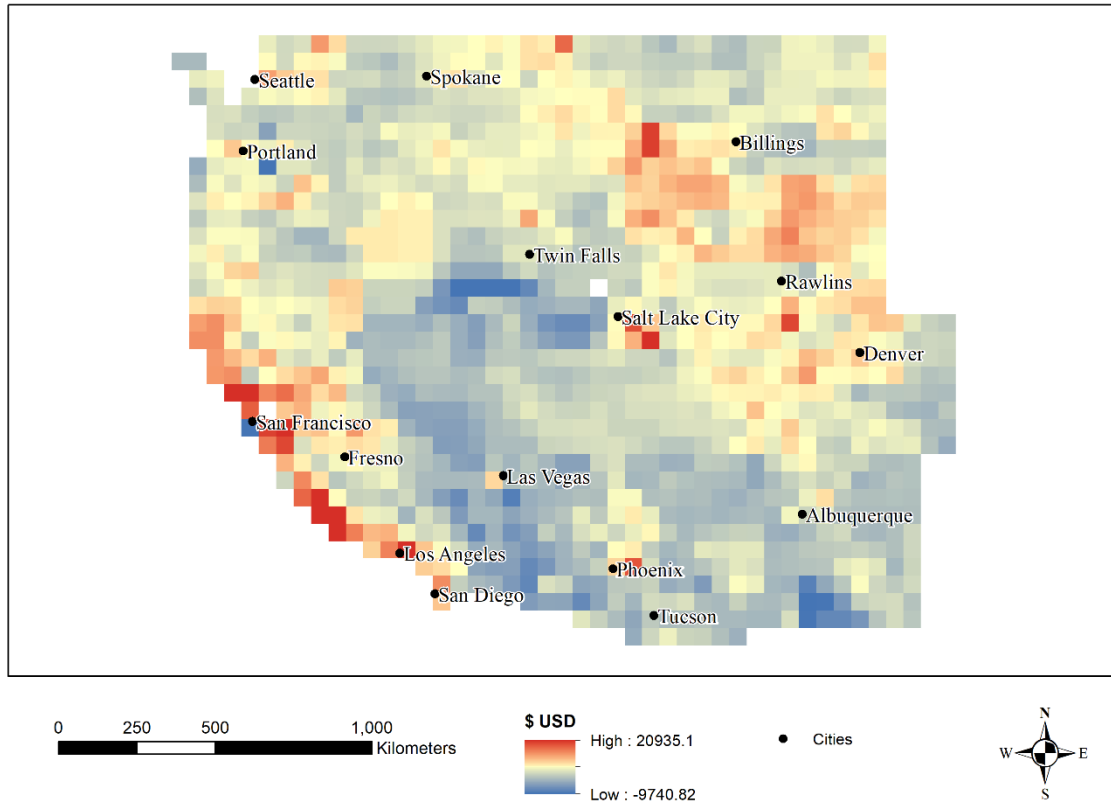 Seattle
Spokane
Portland
Billings
Twin Falls
Rawlins
Salt Lake City
Denver
San Francisco
Fresno
Las Vegas
Albuquerque
Los Angeles
Phoenix
San Diego
Tucson
0 250 500 1,000
Kilometers
$ USD
High : 20935.1
Low : -9740.82
Cities
N
W E
S